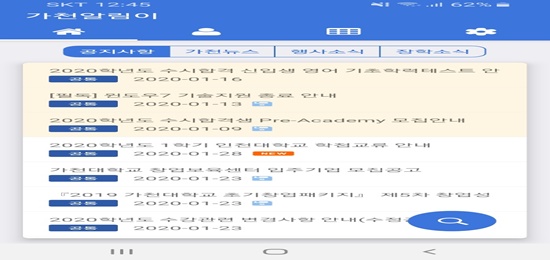 SKT 12:45 62%
가천알림이
공지사항 가천뉴스 행사소식 장학소식
2020학년도 수시합격 신입생 영어 기초학력테스트 안
공통 2020-01-16
[필독] 윈도우7 기술지원 종료 안내
공통 2020-01-13
2020학년도 수시합격생 Pre-Academy 모집안내
공통 2020-01-09
2020학년도 1학기 인천대학교 학점교류 안내
공통 2020-01-28 NEW
가천대학교 창업보육센터 입주기업 모집공고
공통 2020-01-23
『2019 가천대학교 초기창업패키지』 제5차 창업성
공통 2020-01-23
2020학년도 수강관련 변경사항 안내(수정
공통 2020-01-23